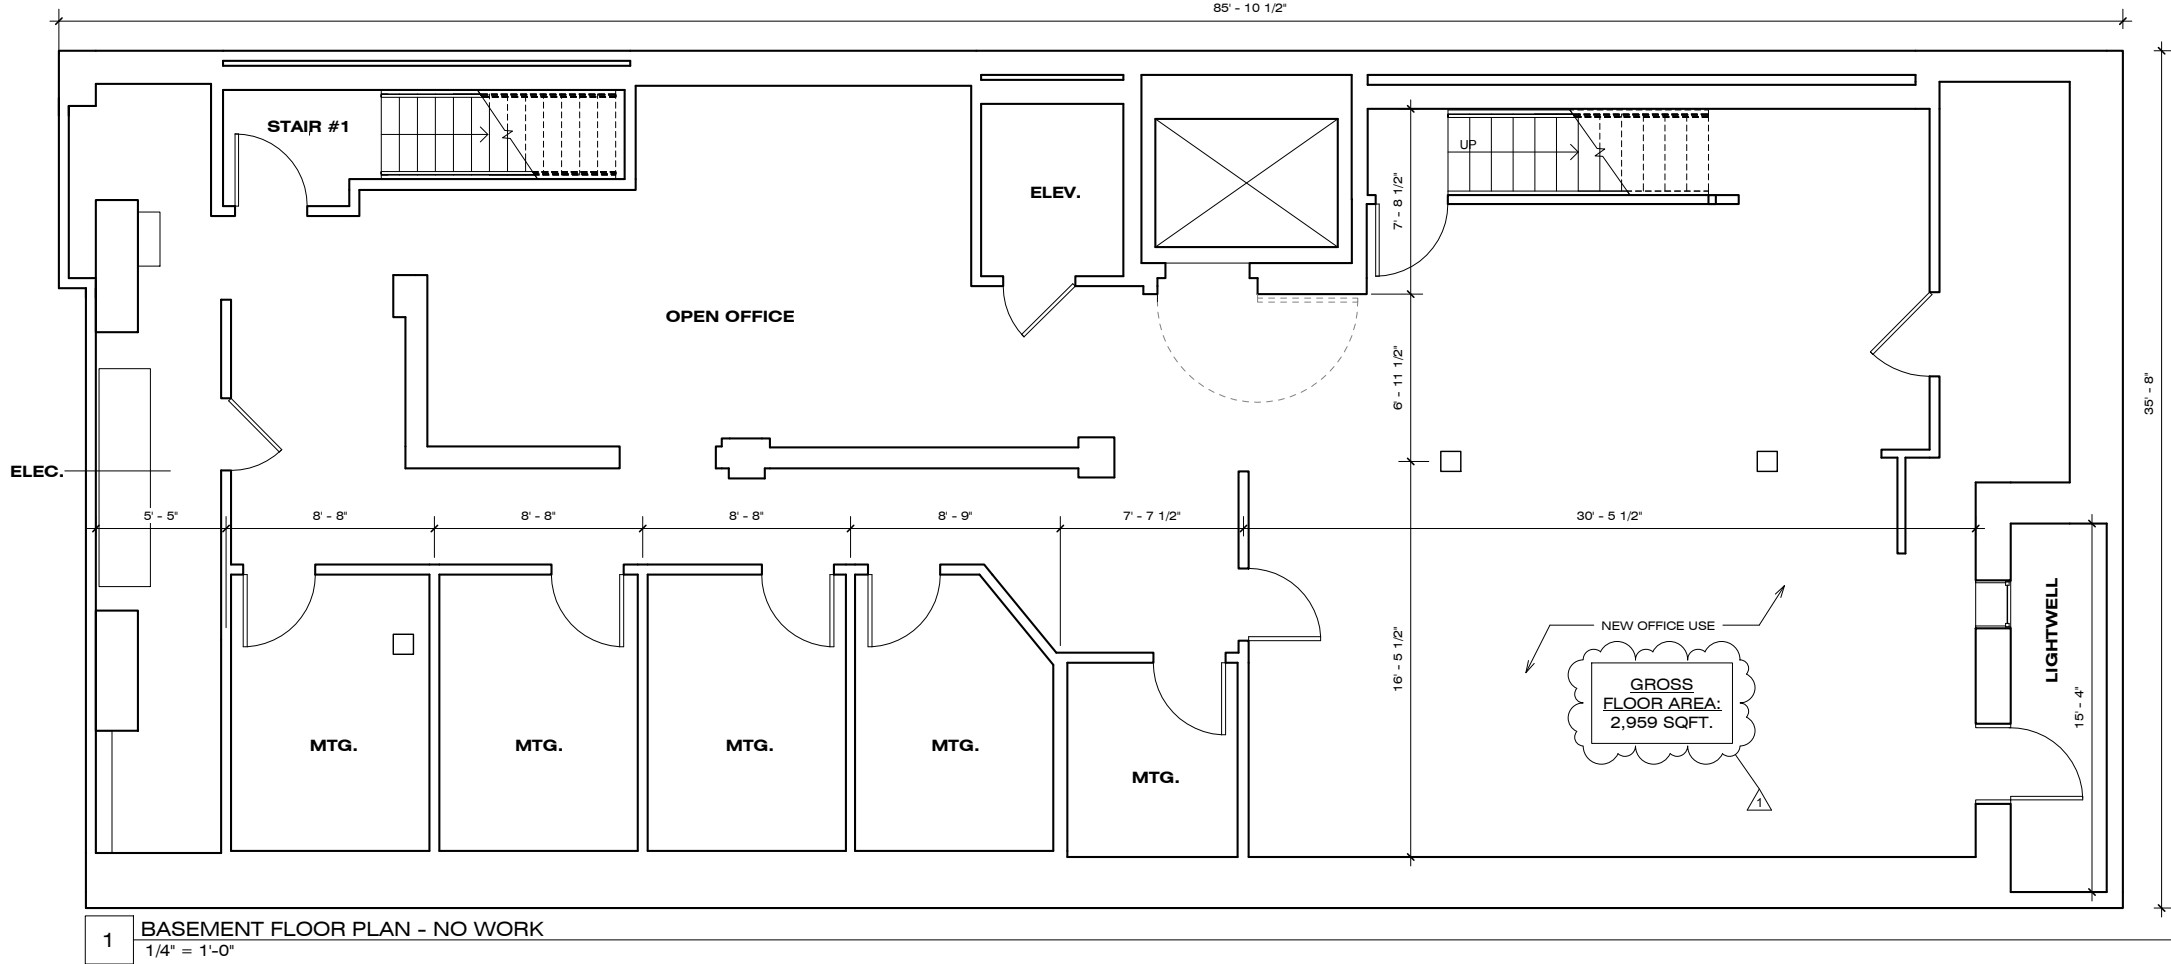 85' - 10 1/2"
STAIR #1
UP
ELEV.
7' - 8 1/2"
OPEN OFFICE
6' - 11 1/2"
35' - 8"
ELEC.
5' - 5"
8' - 8"
8' - 8"
8' - 8"
8' - 9"
7' - 7 1/2"
30' - 5 1/2"
NEW OFFICE USE
LIGHTWELL
16' - 5 1/2"
GROSS
FLOOR AREA:
2,959 SQFT.
15' - 4"
MTG.
MTG.
MTG.
MTG.
MTG.
1
1
BASEMENT FLOOR PLAN - NO WORK
1/4" = 1'-0"